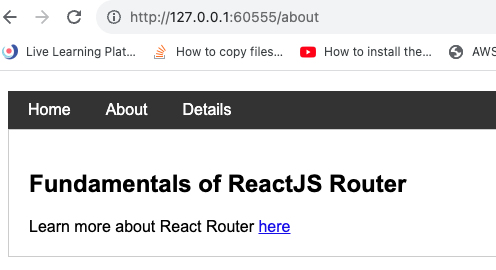 http://127.0.0.1:60555/about
Live Learning Plat... How to copy files... How to install the... AWS
Home About Details
Fundamentals of ReactJS Router
Learn more about React Router here